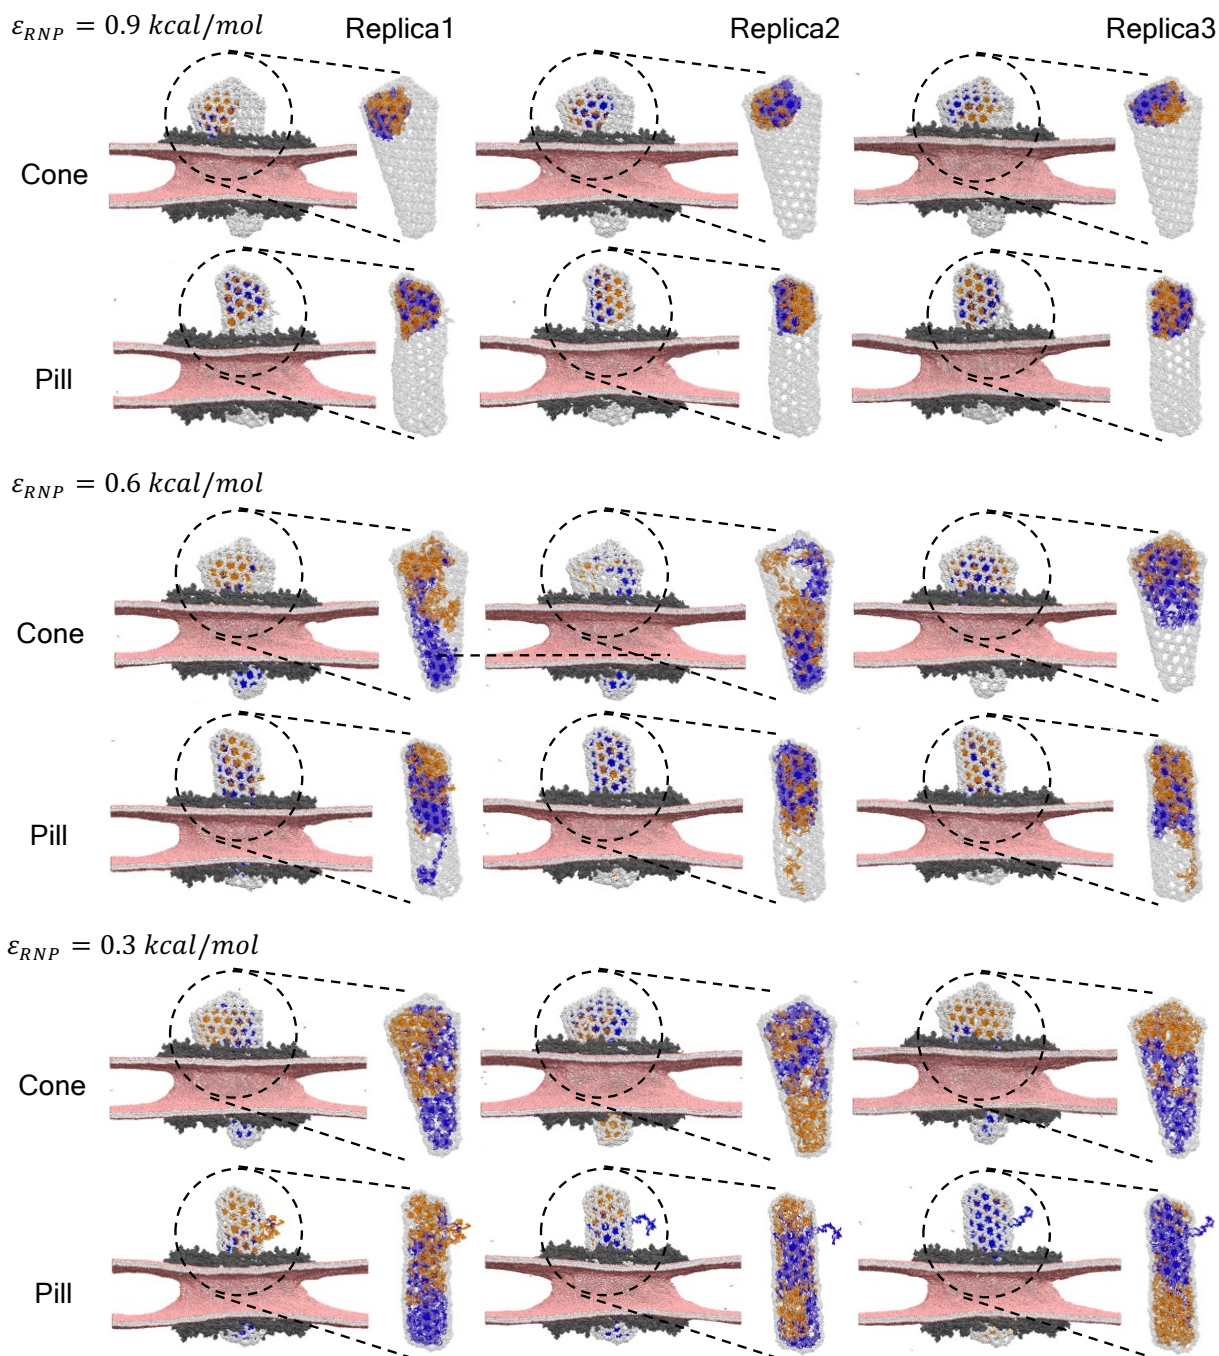 ε_RNP = 0.9 kcal/mol Replica1 Replica2 Replica3
Cone
Pill
ε_RNP = 0.6 kcal/mol
Cone
Pill
ε_RNP = 0.3 kcal/mol
Cone
Pill